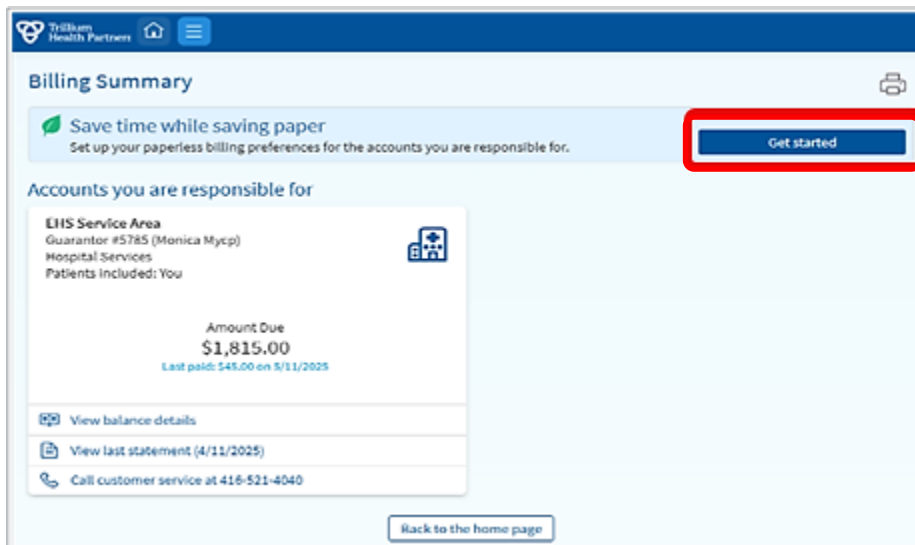 Trillium
Health Partners
Billing Summary
Save time while saving paper
Set up your paperless billing preferences for the accounts you are responsible for.
Get started
Accounts you are responsible for
EHS Service Area
Guarantor #5785 (Monica Mycp)
Hospital Services
Patients Included: You
Amount Due
$1,815.00
Last paid: $45.00 on 5/11/2025
View balance details
View last statement (4/11/2025)
Call customer service at 416-521-4040
Back to the home page